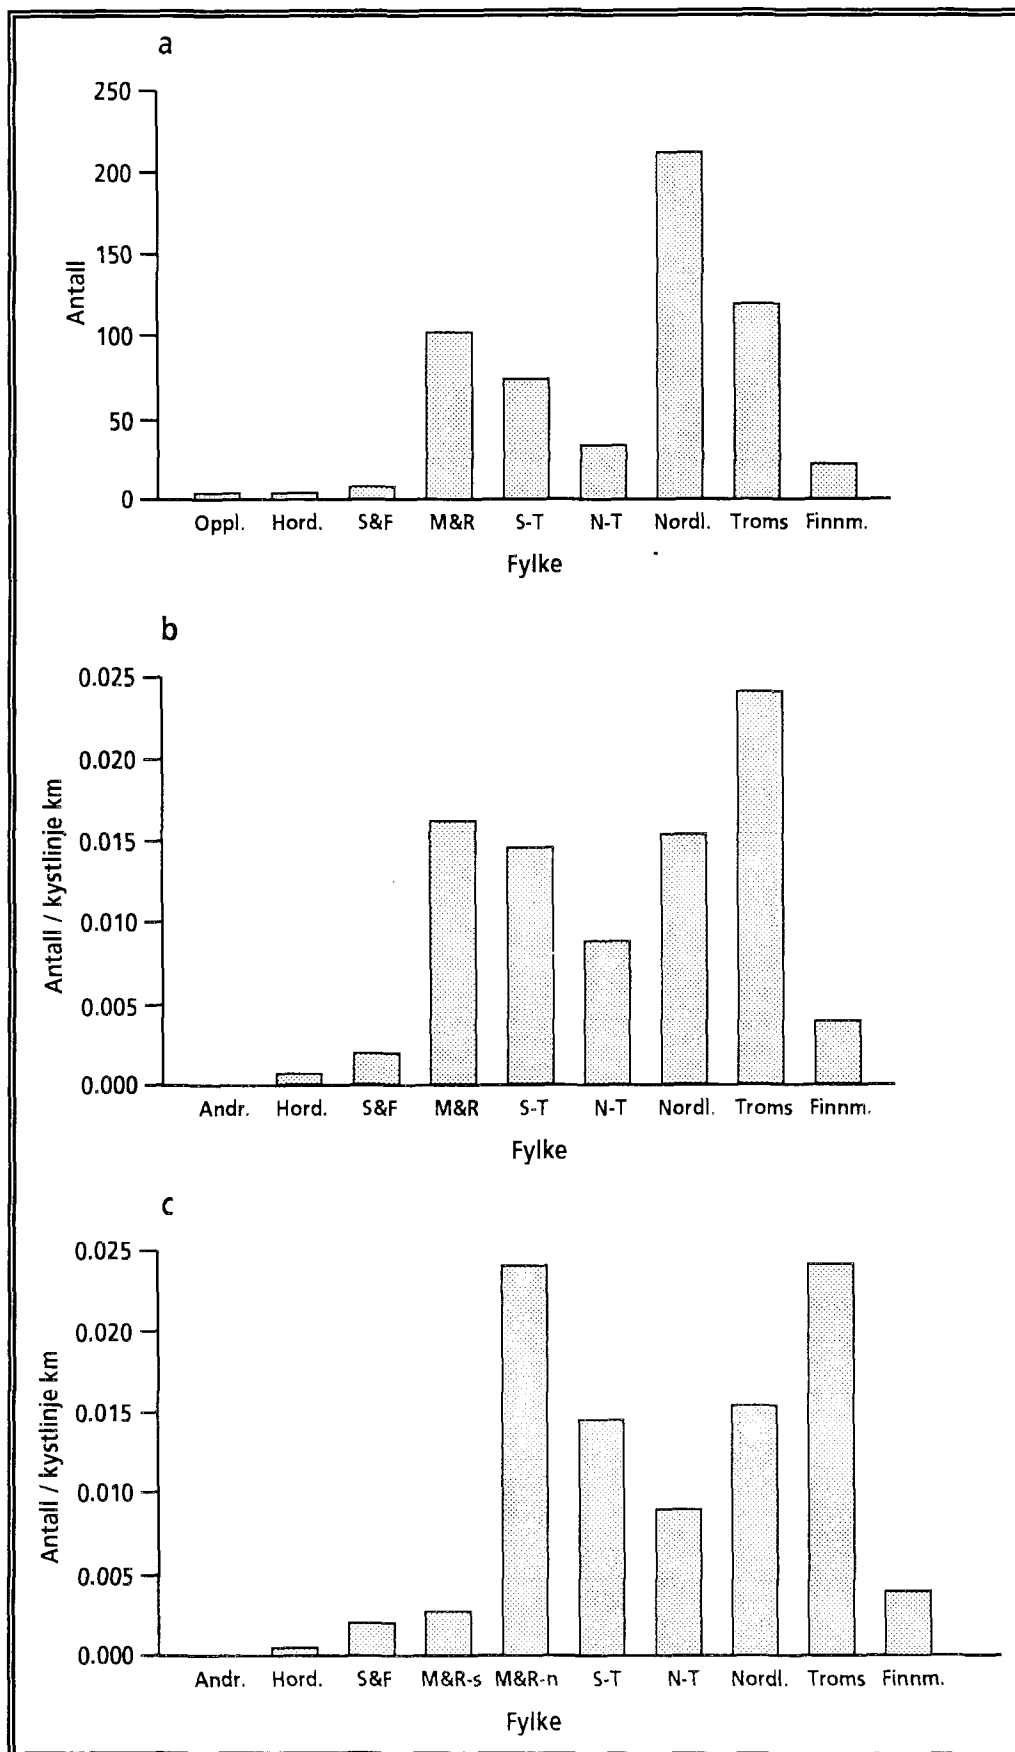 a
250
200
150
100
50
0
Antall
Oppl. Hord. S&F M&R S-T N-T Nordl. Troms Finnm.
Fylke
b
0.025
0.020
0.015
0.010
0.005
0.000
Antall / kystlinje km
Andr. Hord. S&F M&R S-T N-T Nordl. Troms Finnm.
Fylke
c
0.025
0.020
0.015
0.010
0.005
0.000
Antall / kystlinje km
Andr. Hord. S&F M&R-s M&R-n S-T N-T Nordl. Troms Finnm.
Fylke